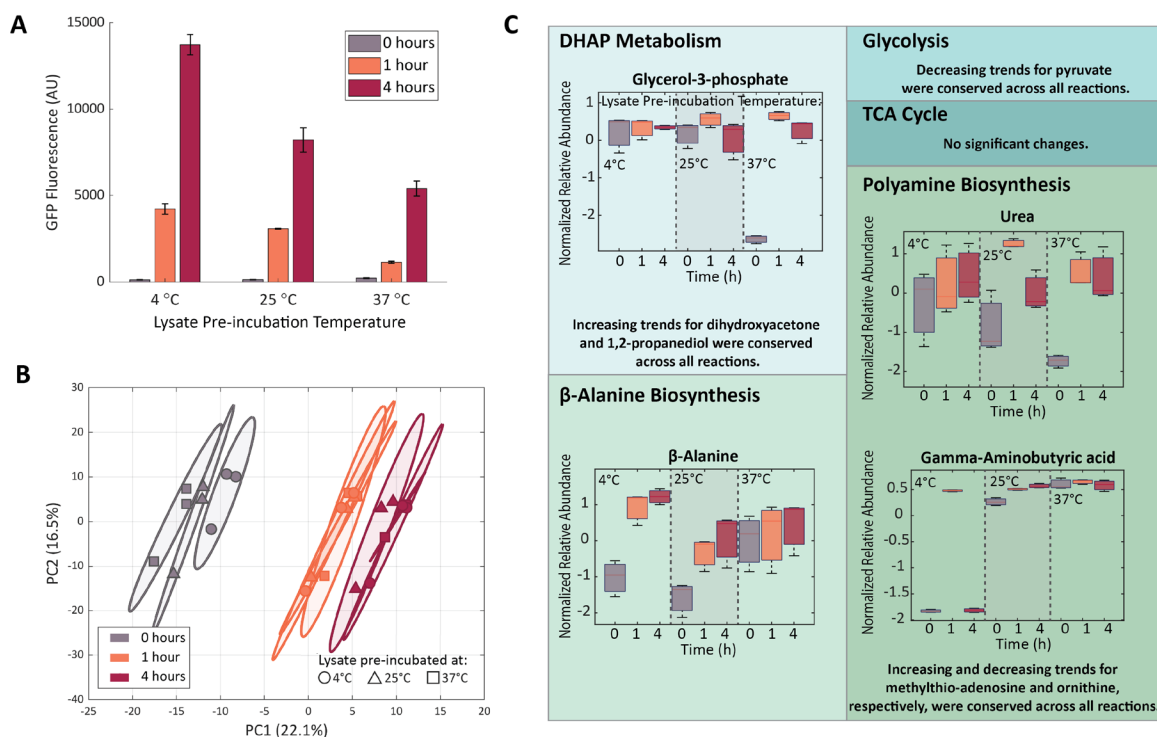 A
GFP Fluorescence (AU)
15000
10000
5000
0
0 hours
1 hour
4 hours
4 °C
25 °C
37 °C
Lysate Pre-incubation Temperature
B
PC2 (16.5%)
30
20
10
0
-10
-20
-30
-40
0 hours
1 hour
4 hours
Lysate pre-incubated at:
4°C
25°C
37°C
-25
-20
-15
-10
-5
0
5
10
15
20
PC1 (22.1%)
C
DHAP Metabolism
Glycerol-3-phosphate
Normalized Relative Abundance
Lysate Pre-incubation Temperature:
1
0
-1
-2
4°C
25°C
37°C
0 1 4 0 1 4 0 1 4
Time (h)
Increasing trends for dihydroxyacetone
and 1,2-propanediol were conserved
across all reactions.
β-Alanine Biosynthesis
β-Alanine
Normalized Relative Abundance
1
0
-1
-2
4°C
25°C
37°C
0 1 4 0 1 4 0 1 4
Time (h)
Glycolysis
Decreasing trends for pyruvate
were conserved across all reactions.
TCA Cycle
No significant changes.
Polyamine Biosynthesis
Urea
Normalized Relative Abundance
1
0
-1
-2
4°C
25°C
37°C
0 1 4 0 1 4 0 1 4
Time (h)
Gamma-Aminobutyric acid
Normalized Relative Abundance
0.5
0
-.5
-1
-1.5
-2
4°C
25°C
37°C
0 1 4 0 1 4 0 1 4
Time (h)
Increasing and decreasing trends for
methylthio-adenosine and ornithine,
respectively, were conserved across all reactions.